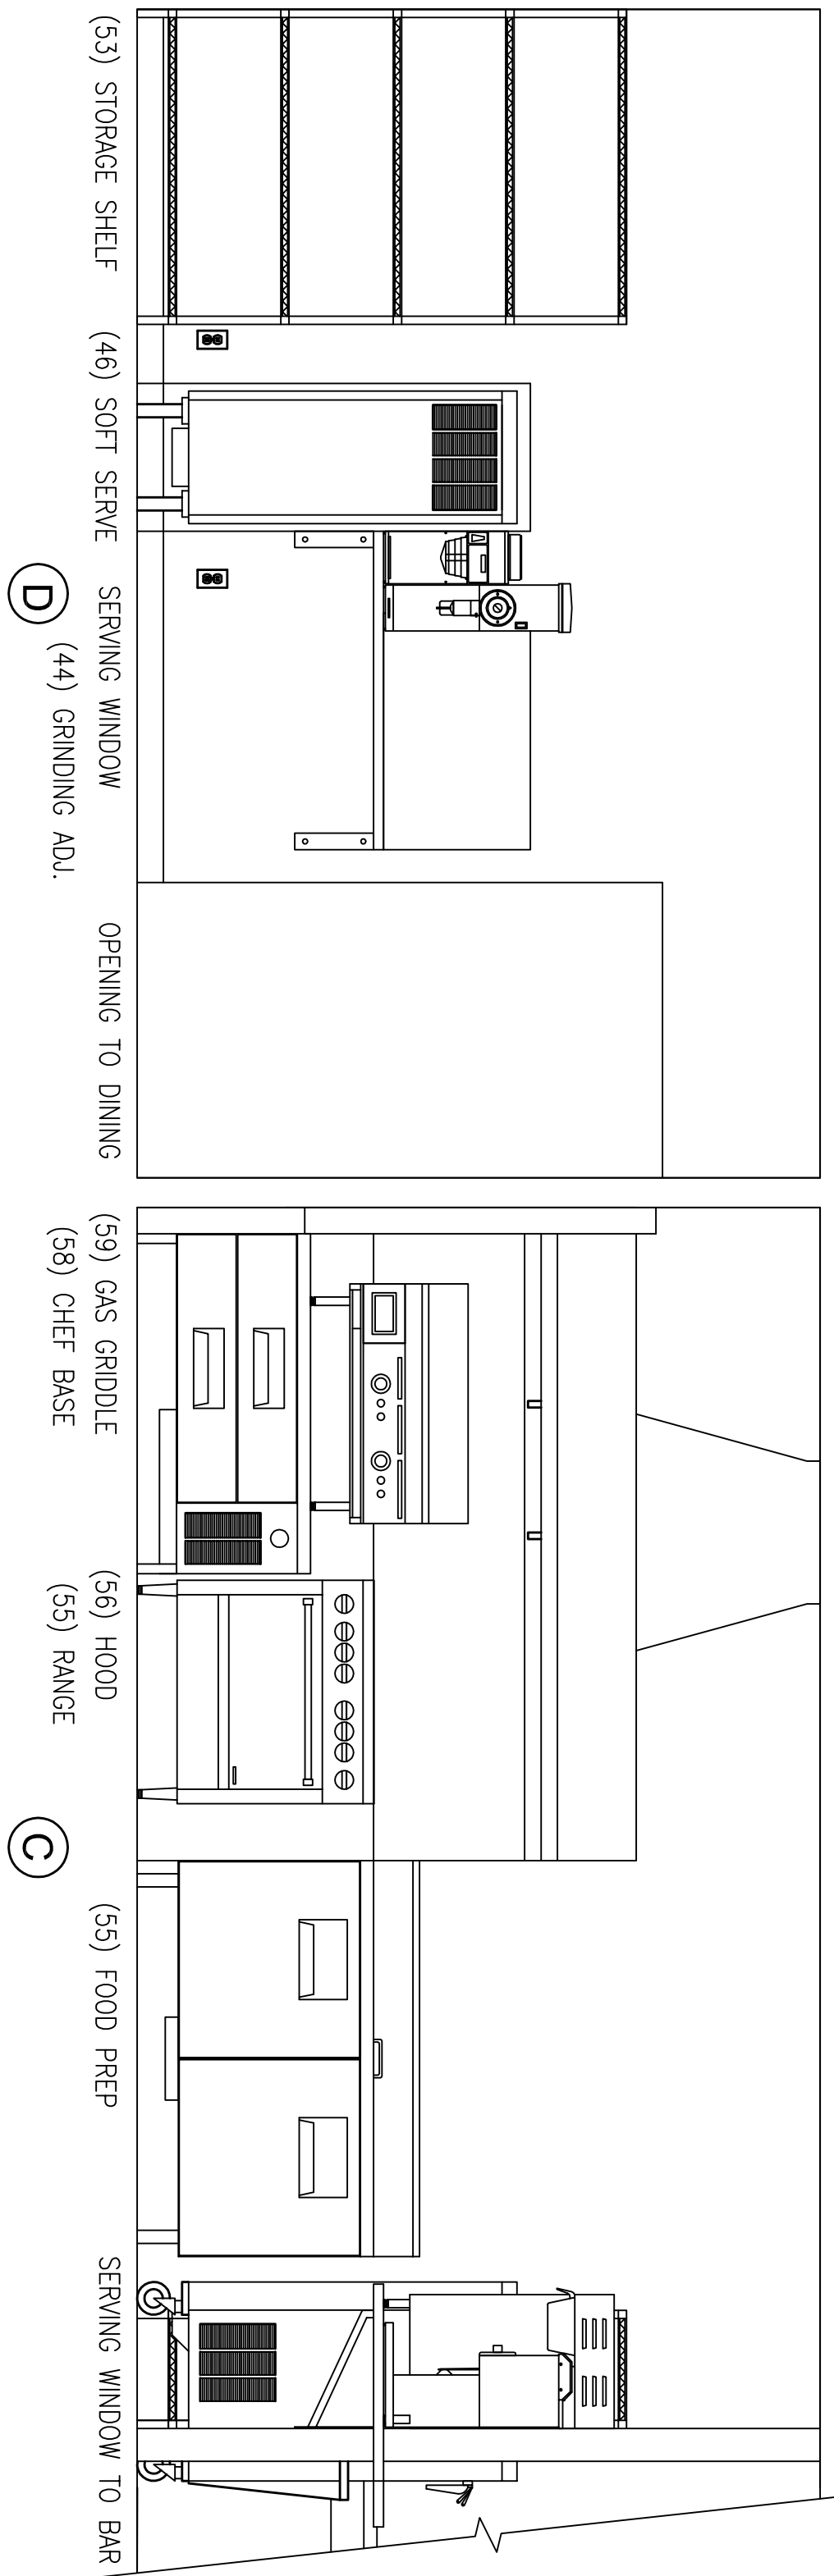 (53) STORAGE SHELF
(46) SOFT SERVE
SERVING WINDOW
(44) GRINDING ADJ.
OPENING TO DINING
D
(59) GAS GRIDDLE
(58) CHEF BASE
(56) HOOD
(55) RANGE
(55) FOOD PREP
SERVING WINDOW TO BAR
C